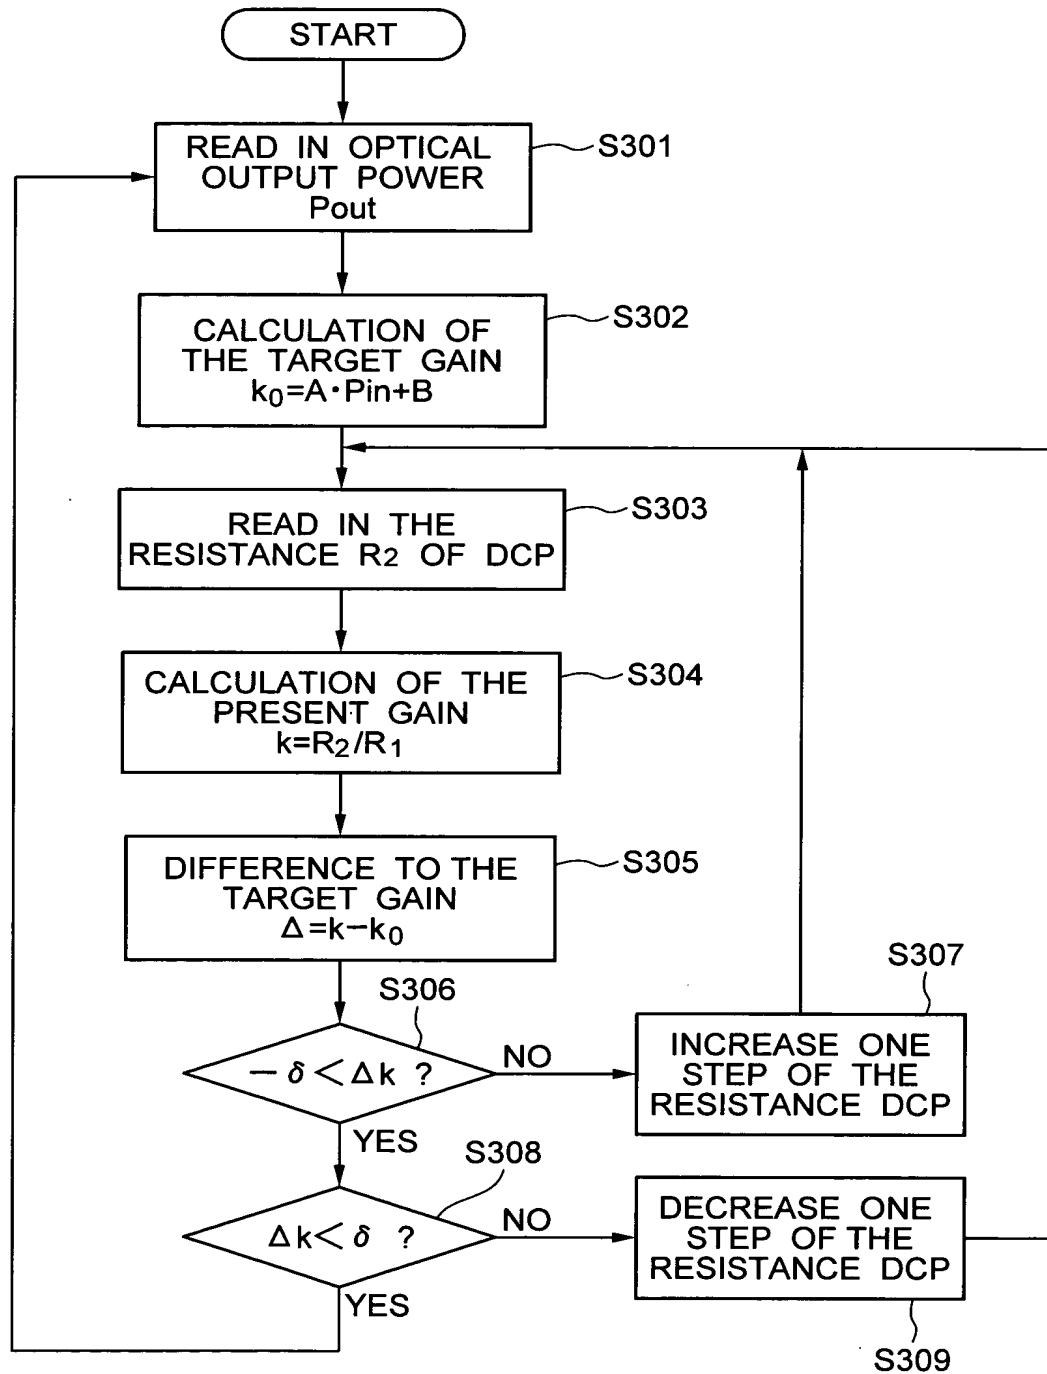 START
READ IN OPTICAL
OUTPUT POWER
Pout
S301
CALCULATION OF
THE TARGET GAIN
k0=A·Pin+B
S302
READ IN THE
RESISTANCE R2 OF DCP
S303
CALCULATION OF THE
PRESENT GAIN
k=R2/R1
S304
DIFFERENCE TO THE
TARGET GAIN
Δ=k−k0
S305
S306
− δ < Δk ?
NO
YES
S307
INCREASE ONE
STEP OF THE
RESISTANCE DCP
S308
Δk < δ ?
NO
YES
DECREASE ONE
STEP OF THE
RESISTANCE DCP
S309